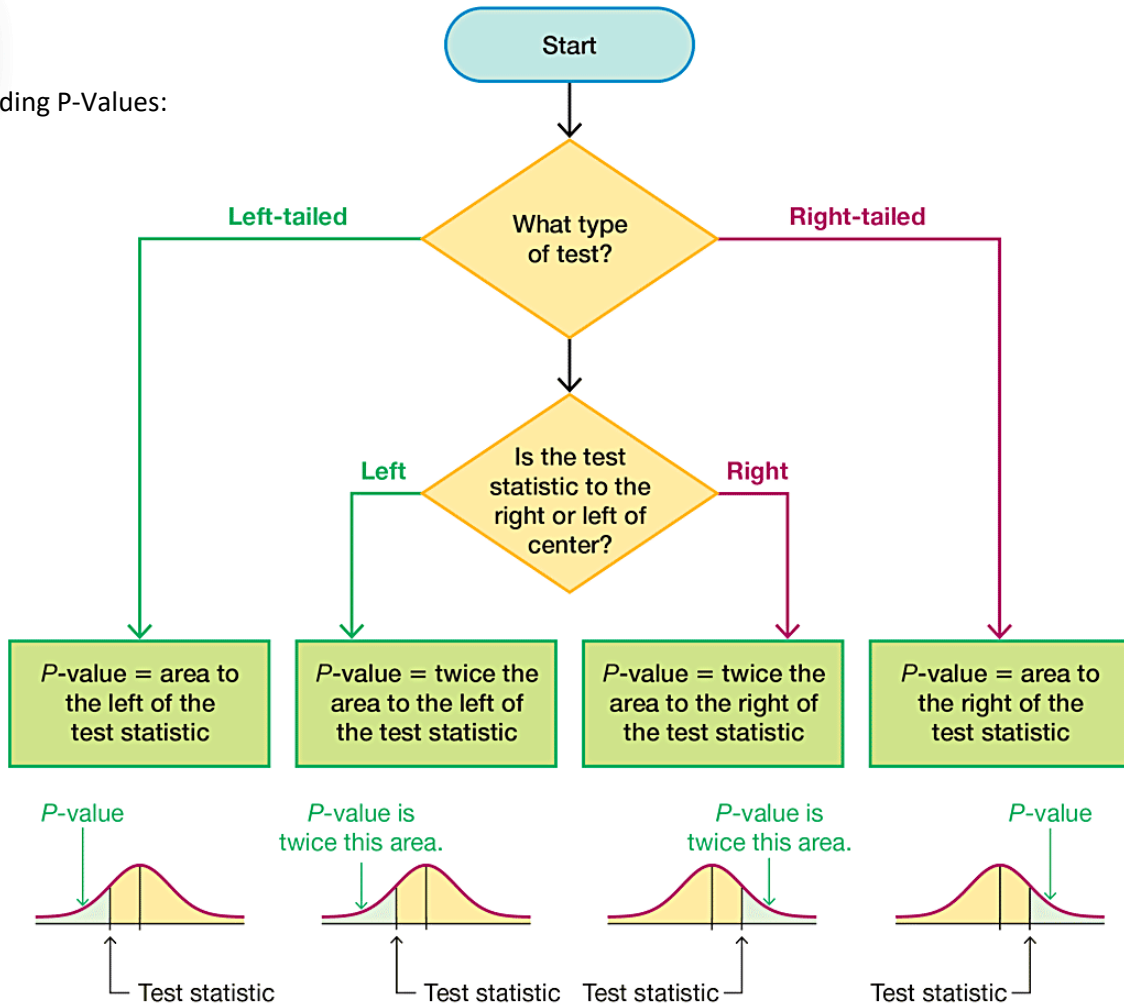 Start
ding P-Values:
Left-tailed
What type
of test?
Right-tailed
Left
Is the test
statistic to the
right or left of
center?
Right
P-value = area to
the left of the
test statistic
P-value = twice the
area to the left of
the test statistic
P-value = twice the
area to the right of
the test statistic
P-value = area to
the right of the
test statistic
P-value
P-value is
twice this area.
P-value is
twice this area.
P-value
Test statistic
Test statistic
Test statistic
Test statistic